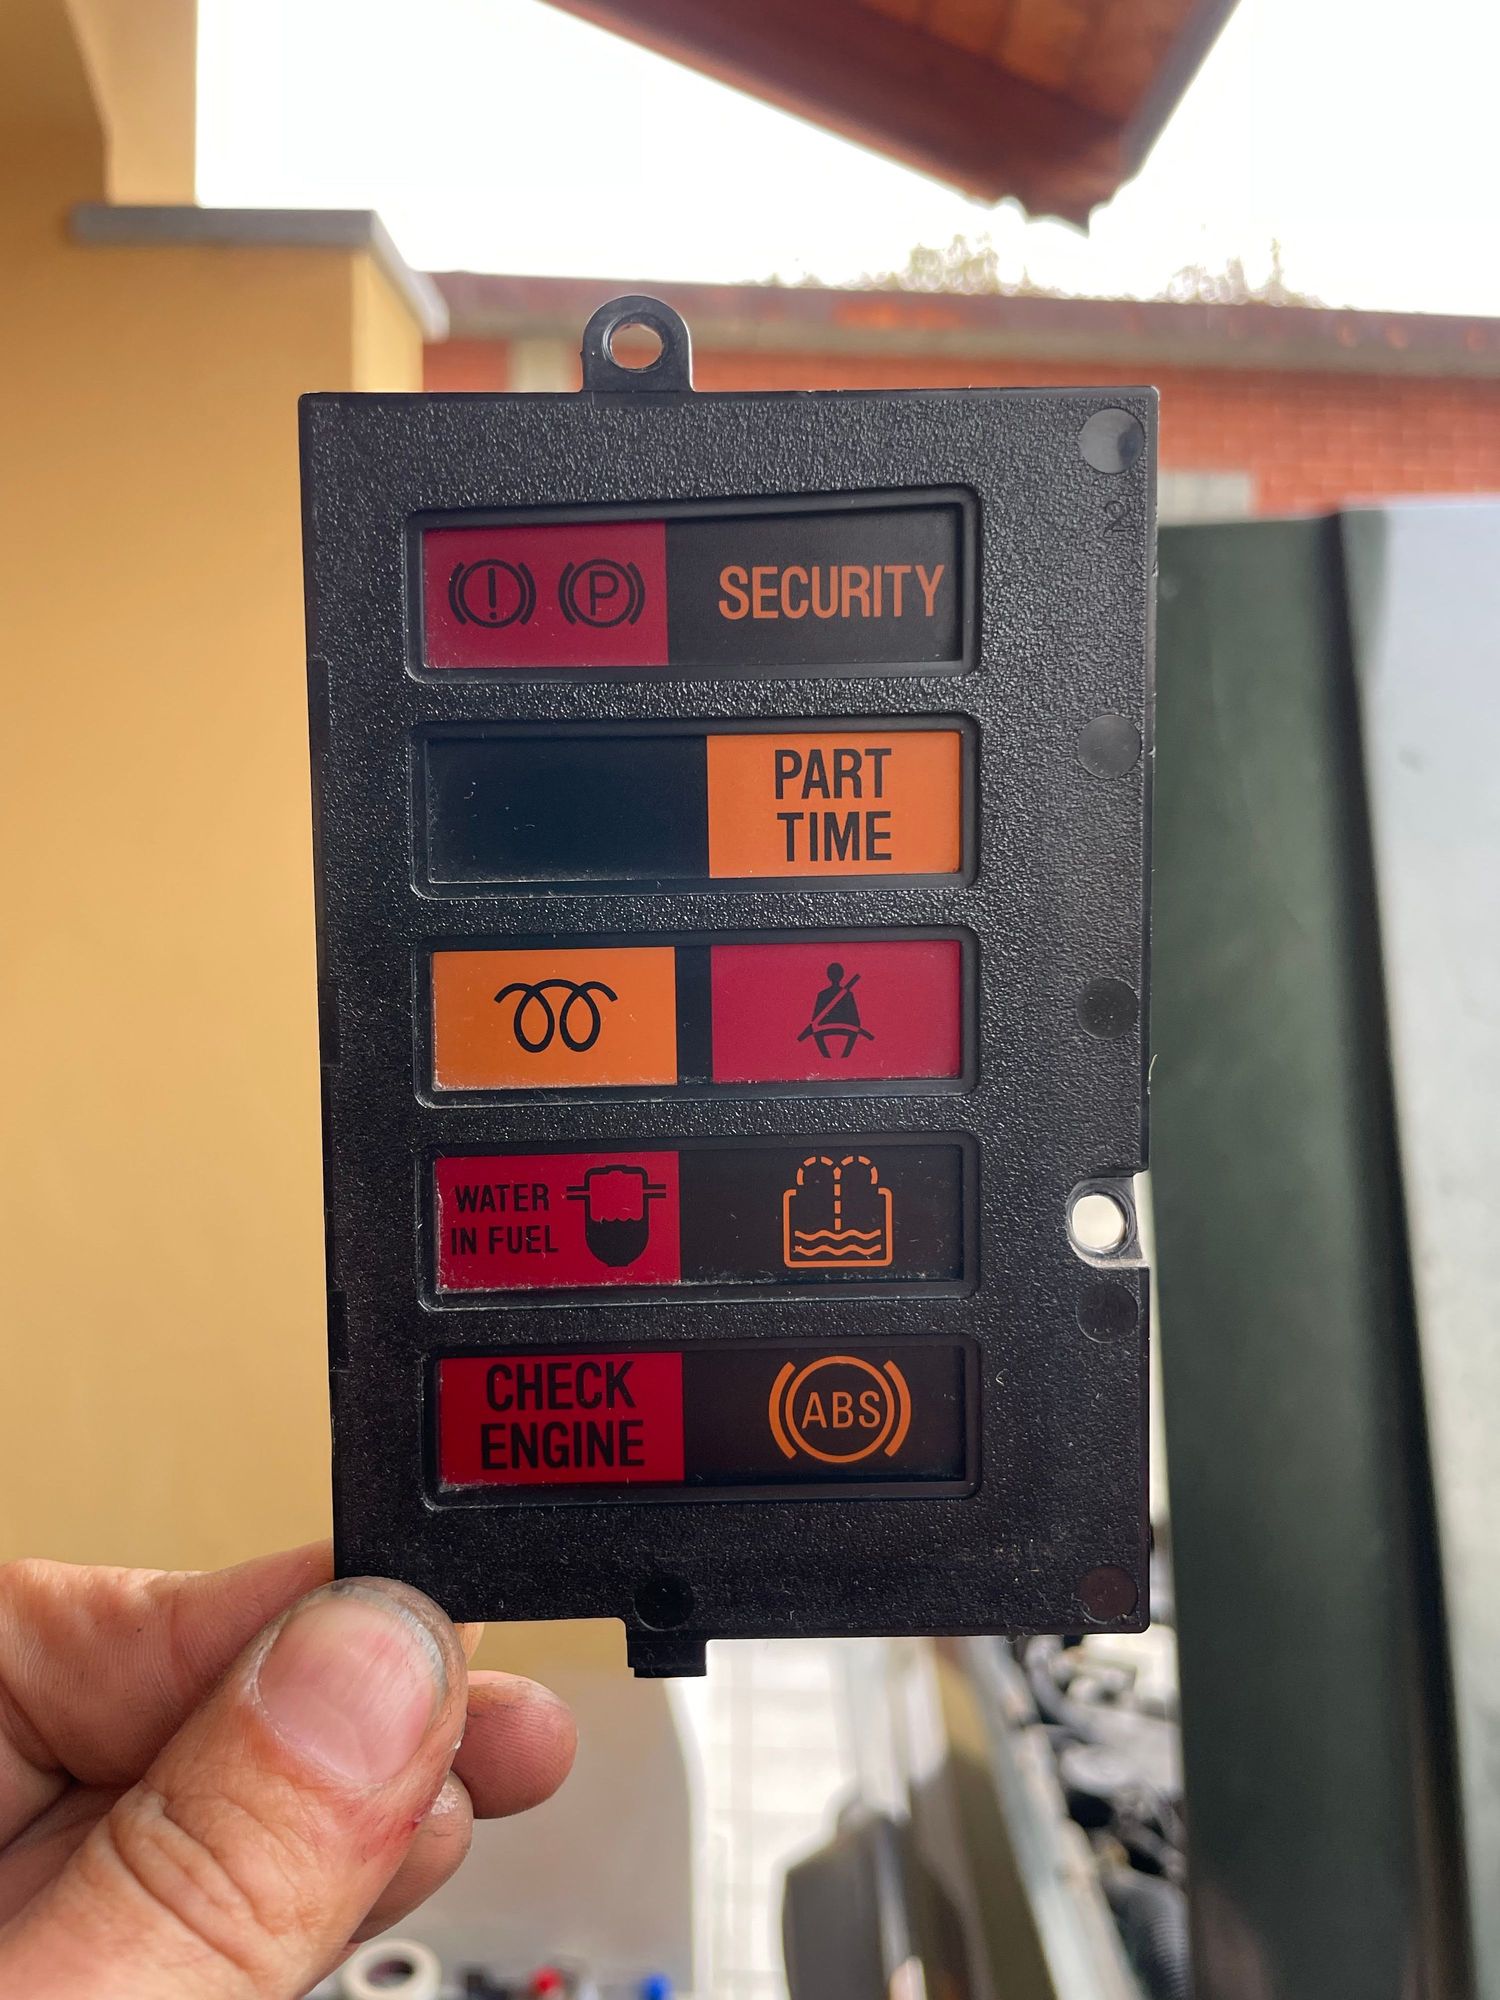 ! P SECURITY
PART
TIME
WATER
IN FUEL
CHECK
ENGINE
ABS